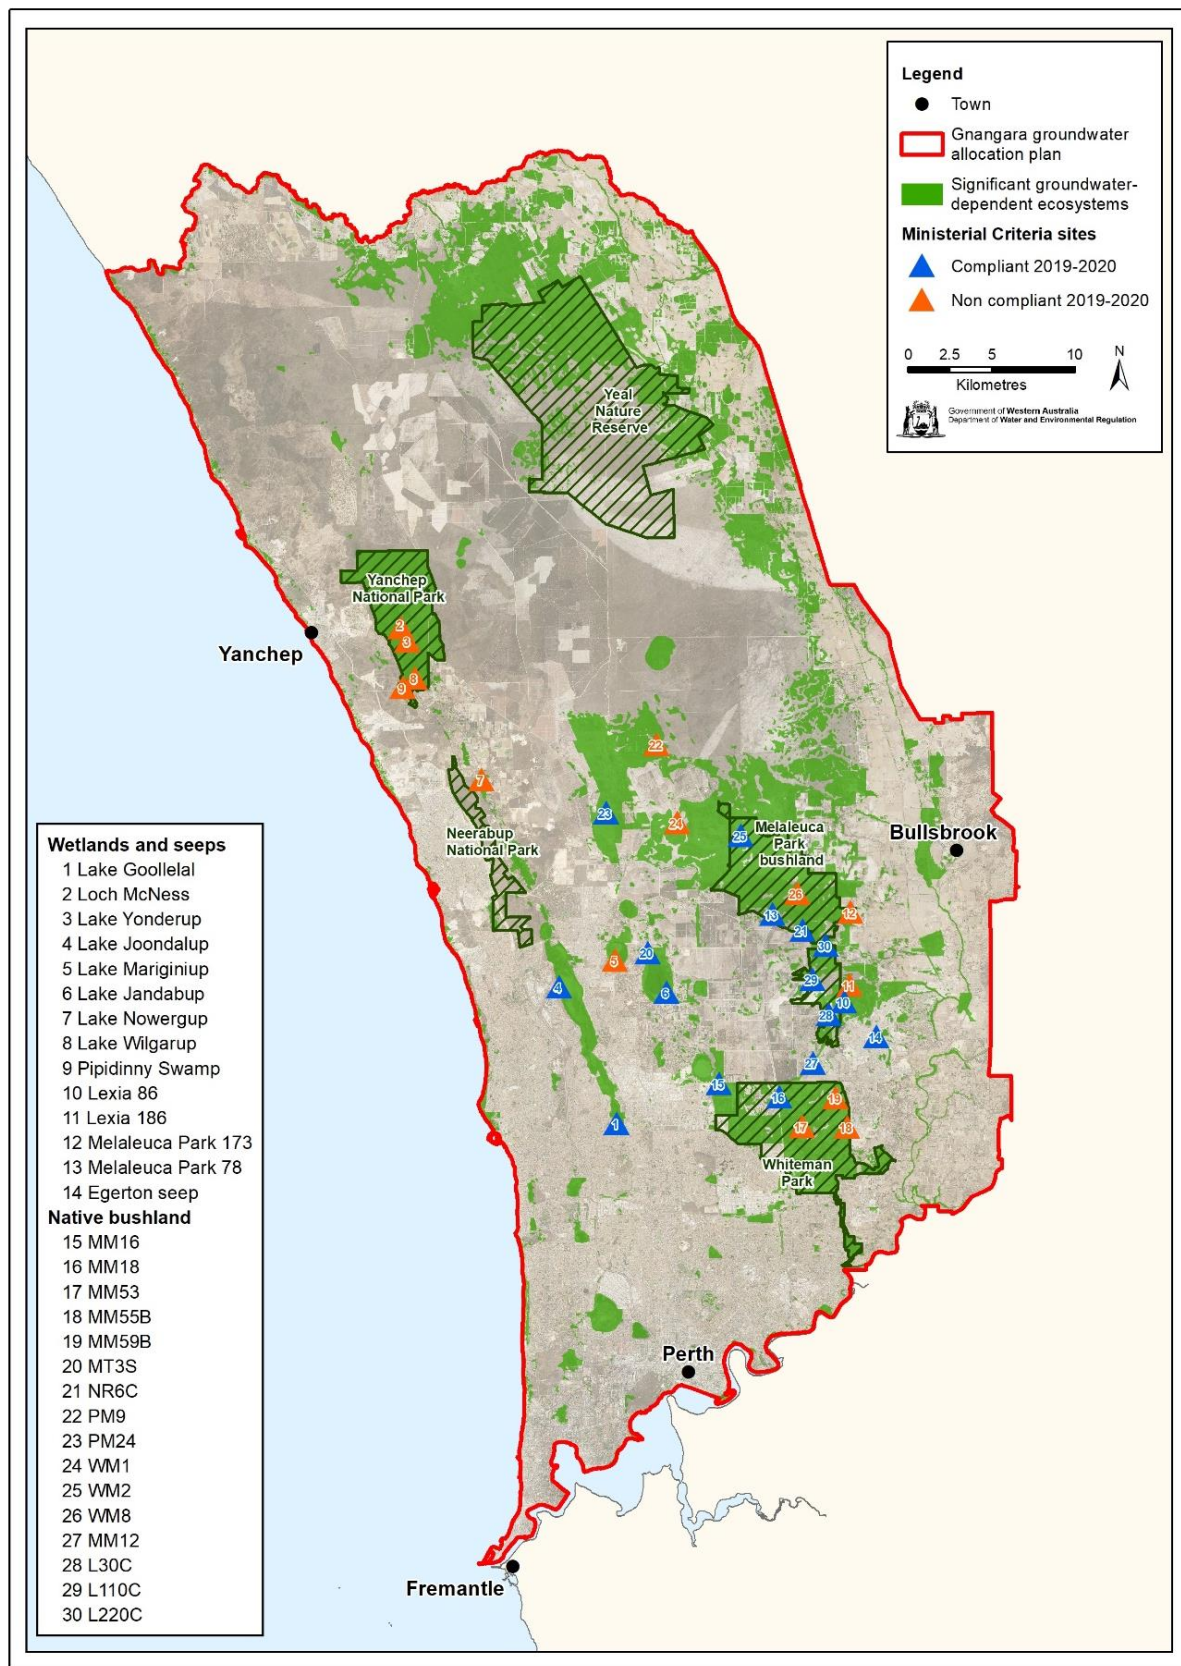 Legend
Town
Gnangara groundwater
allocation plan
Significant groundwater-
dependent ecosystems
Ministerial Criteria sites
Compliant 2019-2020
Non compliant 2019-2020
0 2.5 5 10
Kilometres
N
Government of Western Australia
Department of Water and Environmental Regulation
Yeal
Nature
Reserve
Yanchep
National Park
2
3
Yanchep
8
9
22
7
23
24
25
Melaleuca
Park
bushland
Bullsbrook
Neerabup
National Park
26
13
12
21
30
20
5
29
11
4
6
10
28
14
27
15
16
19
1
17
18
Whiteman
Park
Perth
Fremantle
Wetlands and seeps
1 Lake Goollelal
2 Loch McNess
3 Lake Yonderup
4 Lake Joondalup
5 Lake Mariginiup
6 Lake Jandabup
7 Lake Nowergup
8 Lake Wilgarup
9 Pipidinny Swamp
10 Lexia 86
11 Lexia 186
12 Melaleuca Park 173
13 Melaleuca Park 78
14 Egerton seep
Native bushland
15 MM16
16 MM18
17 MM53
18 MM55B
19 MM59B
20 MT3S
21 NR6C
22 PM9
23 PM24
24 WM1
25 WM2
26 WM8
27 MM12
28 L30C
29 L110C
30 L220C